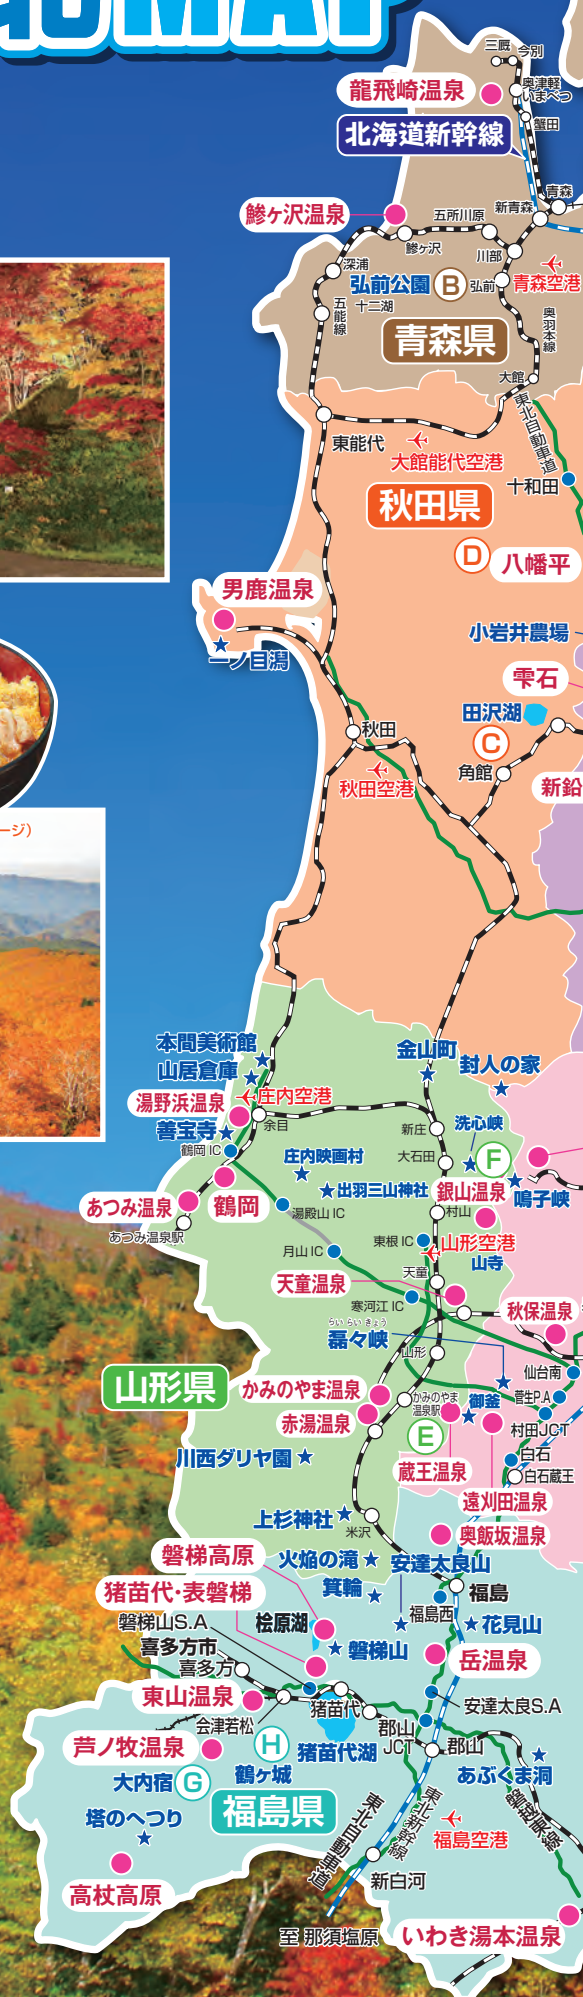 MAP
三厩
今別
奥津軽
いまべつ
龍飛崎温泉
蟹田
北海道新幹線
青森
新青森
鰺ヶ沢温泉
五所川原
鰺ヶ沢
川部
深浦
弘前公園
B
弘前
青森空港
五能線
十二湖
奥羽本線
青森県
大館
東北自動車道
東能代
大館能代空港
十和田
秋田県
D
八幡平
男鹿温泉
小岩井農場
一ノ目潟
雫石
田沢湖
秋田
C
角館
秋田空港
新鉛
ージ)
本間美術館
山居倉庫
金山町
封人の家
湯野浜温泉
庄内空港
善宝寺
余目
新庄
洗心峡
鶴岡 IC
大石田
F
庄内映画村
出羽三山神社
銀山温泉
鳴子峡
あつみ温泉
鶴岡
湯殿山 IC
村山
あつみ温泉駅
月山 IC
東根 IC
山形空港
山寺
天童
天童温泉
寒河江 IC
秋保温泉
らいらいきょう
磊々峡
山形
仙台南
山形県
かみのやま温泉
かみのやま
温泉駅
御釜
菅生P.A
赤湯温泉
E
村田JCT
川西ダリヤ園
蔵王温泉
白石
白石蔵王
遠刈田温泉
上杉神社
米沢
奥飯坂温泉
磐梯高原
火焔の滝
安達太良山
猪苗代・表磐梯
箕輪
福島
福島西
磐梯山S.A
桧原湖
花見山
喜多方市
磐梯山
喜多方
岳温泉
東山温泉
会津若松
猪苗代
安達太良S.A
郡山
JCT
郡山
芦ノ牧温泉
H
猪苗代湖
大内宿
G
鶴ヶ城
あぶくま洞
塔のへつり
福島県
東北自動車道
東北新幹線
磐越東線
福島空港
高杖高原
新白河
至 那須塩原
いわき湯本温泉